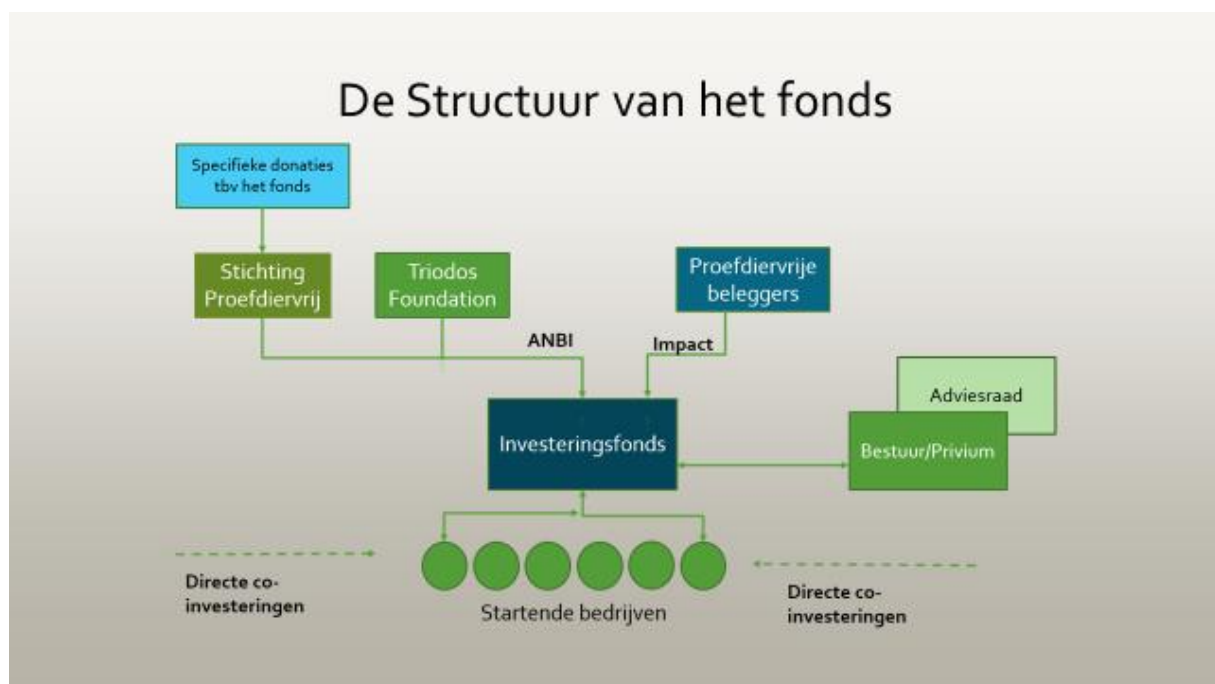 De Structuur van het fonds
Specifieke donaties
tbv het fonds
Stichting
Proefdiervrij
Triodos
Foundation
Proefdiervrije
beleggers
ANBI
Impact
Adviesraad
Investeringsfonds
Bestuur/Privium
Directe co-
investeringen
Startende bedrijven
Directe co-
investeringen